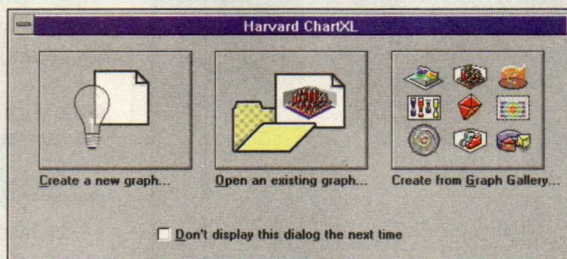 Harvard ChartXL
Create a new graph...
Open an existing graph...
Create from Graph Gallery...
Don't display this dialog the next time